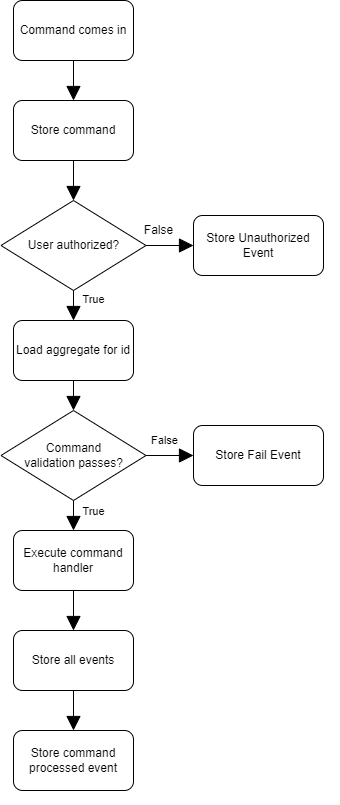 Command comes in
Store command
User authorized?
False
Store Unauthorized
Event
True
Load aggregate for id
Command
validation passes?
False
Store Fail Event
True
Execute command
handler
Store all events
Store command
processed event